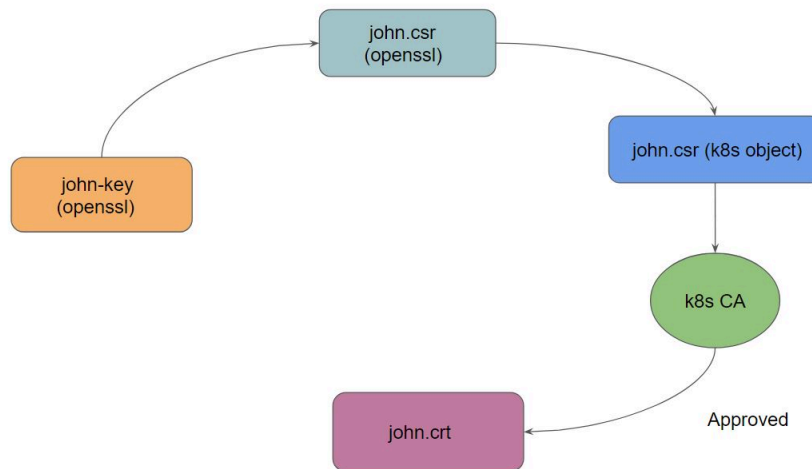 john.csr
(openssl)
john.csr (k8s object)
john-key
(openssl)
k8s CA
Approved
john.crt